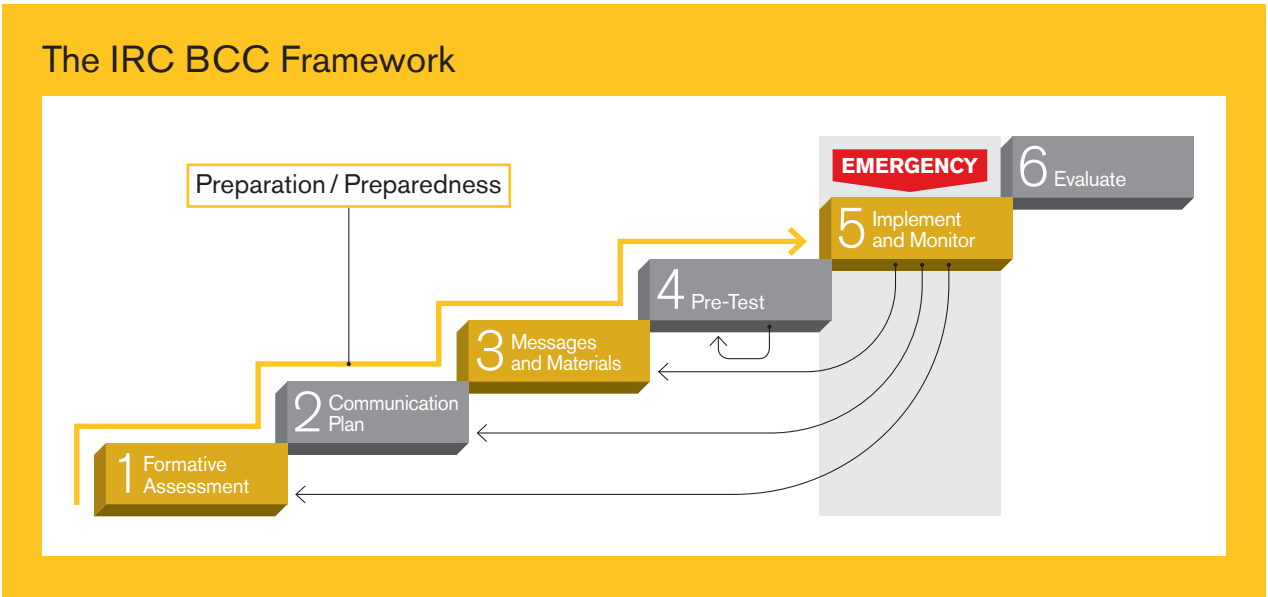 The IRC BCC Framework
Preparation / Preparedness
EMERGENCY
1 Formative
Assessment
2 Communication
Plan
3 Messages
and Materials
4 Pre-Test
5 Implement
and Monitor
6 Evaluate